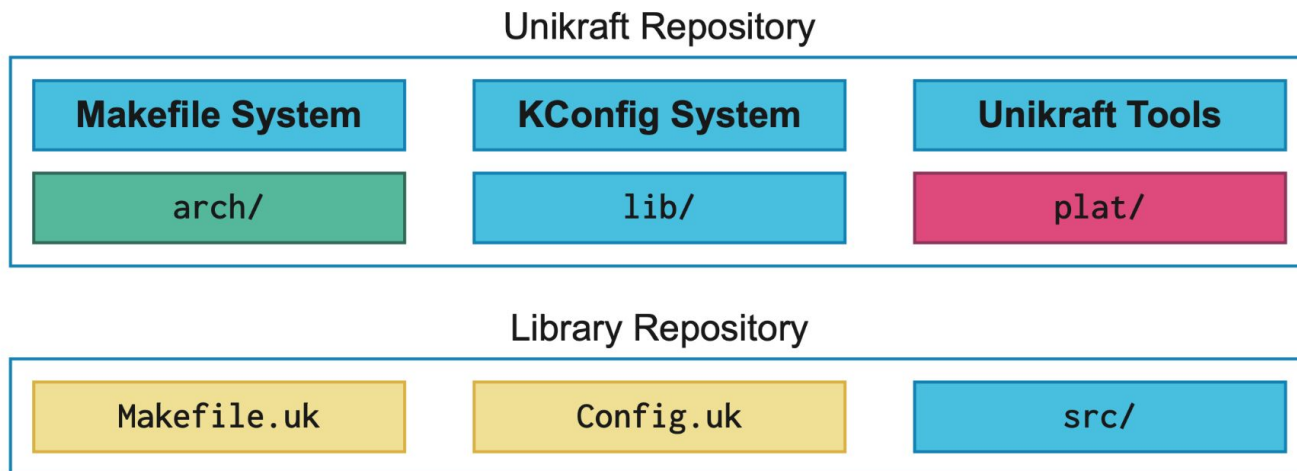 Unikraft Repository
Makefile System KConfig System Unikraft Tools
arch/ lib/ plat/
Library Repository
Makefile.uk Config.uk src/